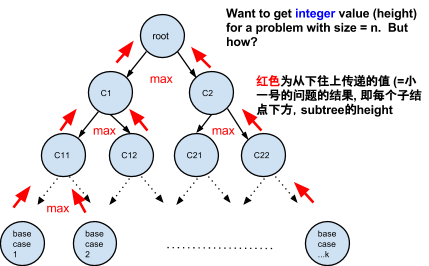 Want to get integer value (height)
for a problem with size = n.  But
how?
root
max
红色为从下往上传递的值 (=小
一号的问题的结果, 即每个子结
点下方, subtree的height
C1
C2
max
max
C11
C12
C21
C22
max
base
case
1
base
case
2
base
case
...k